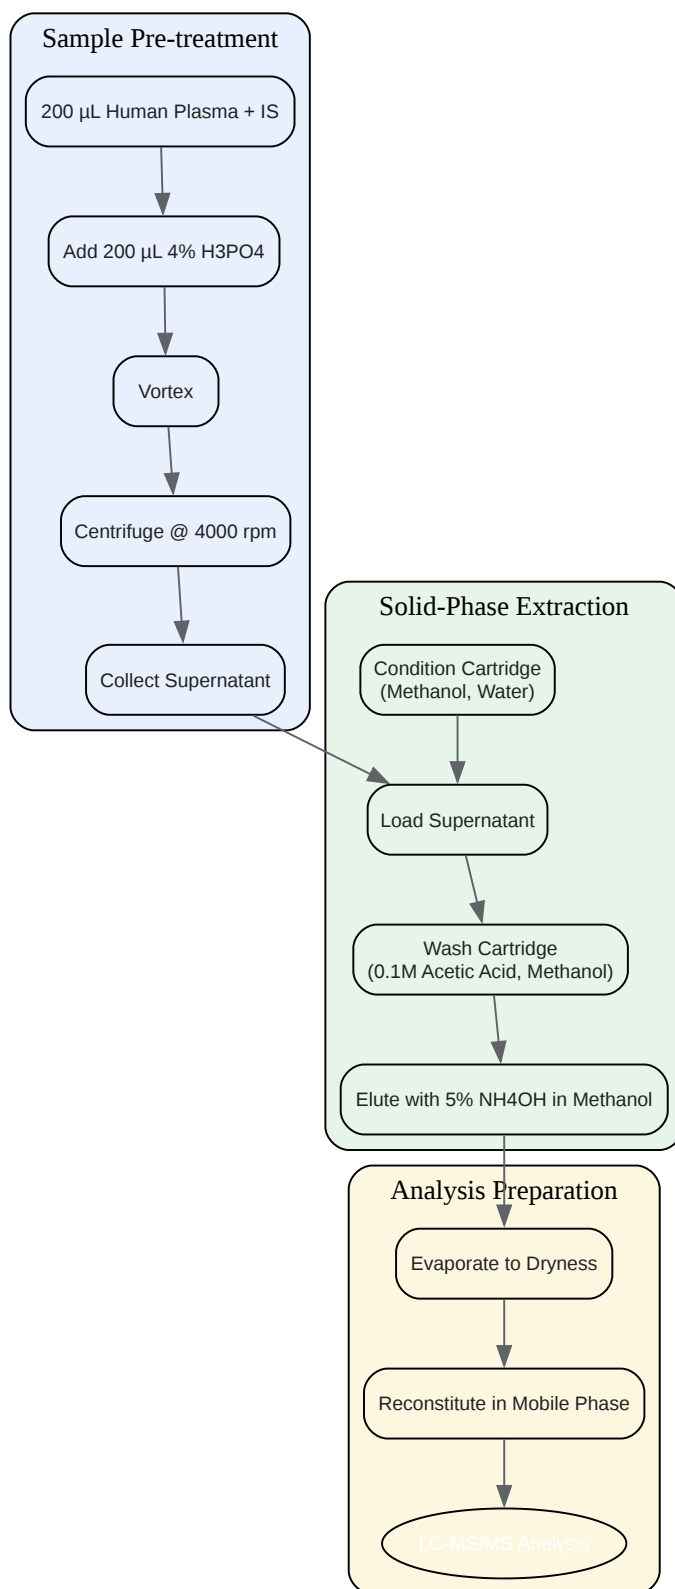 Sample Pre-treatment
200 µL Human Plasma + IS
Add 200 µL 4% H3PO4
Vortex
Centrifuge @ 4000 rpm
Collect Supernatant
Solid-Phase Extraction
Condition Cartridge
(Methanol, Water)
Load Supernatant
Wash Cartridge
(0.1M Acetic Acid, Methanol)
Elute with 5% NH4OH in Methanol
Analysis Preparation
Evaporate to Dryness
Reconstitute in Mobile Phase
LC-MS/MS Analysis